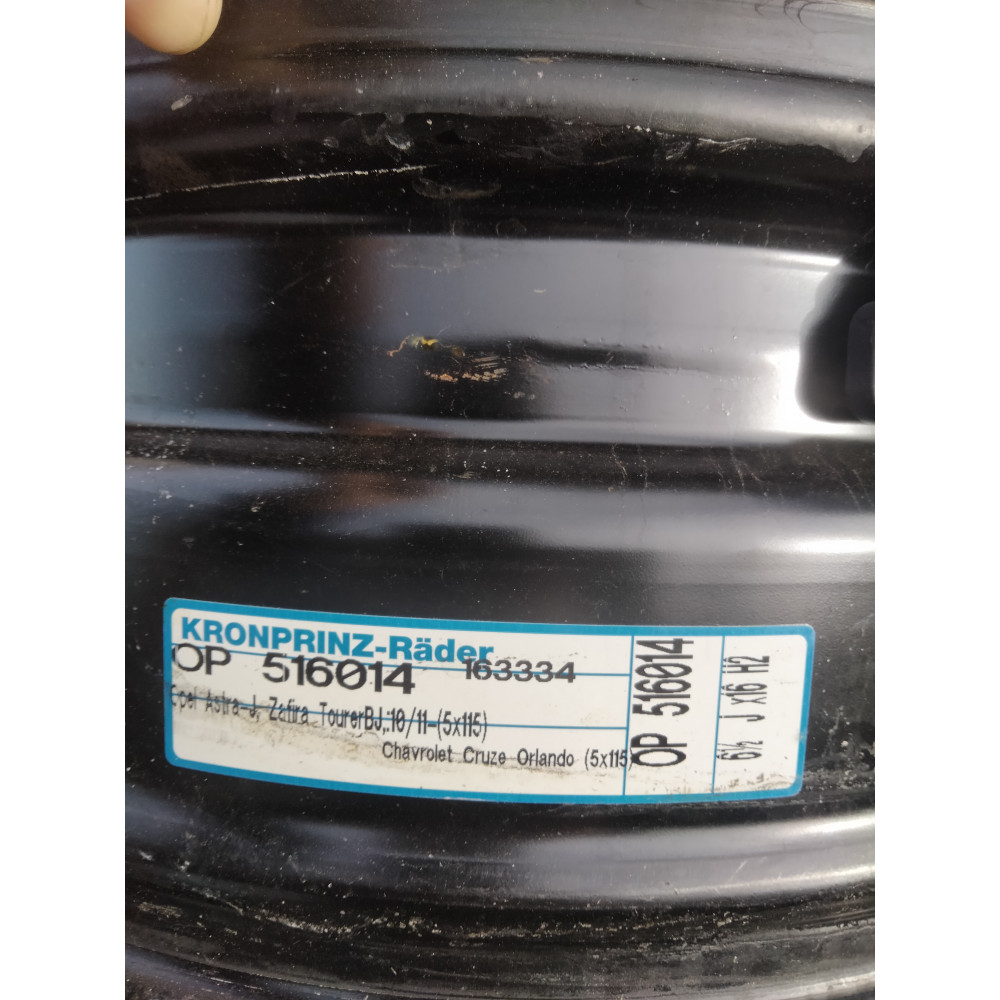 KRONPRINZ-Räder
OP 516014 163334
Opel Astra J, Zafira TourerBJ,.10/11-(5x115)
Chavrolet Cruze Orlando (5x115)
OP 516014
6½ J x16 H2